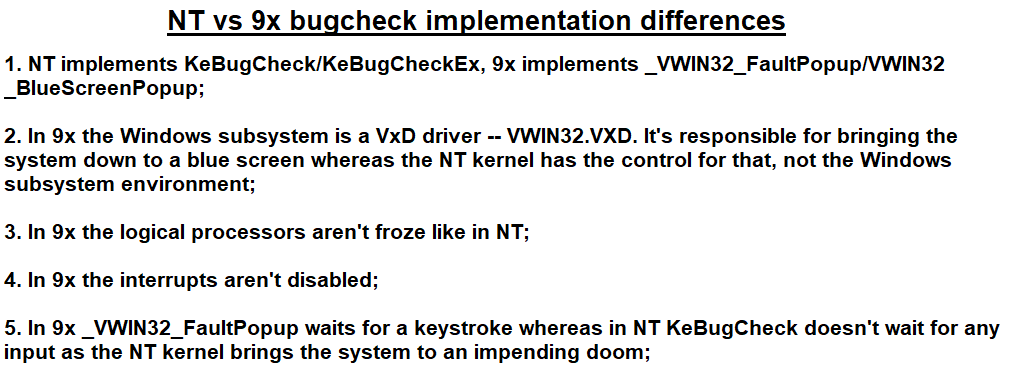 NT vs 9x bugcheck implementation differences
1. NT implements KeBugCheck/KeBugCheckEx, 9x implements _VWIN32_FaultPopup/VWIN32
_BlueScreenPopup;
2. In 9x the Windows subsystem is a VxD driver -- VWIN32.VXD. It's responsible for bringing the
system down to a blue screen whereas the NT kernel has the control for that, not the Windows
subsystem environment;
3. In 9x the logical processors aren't froze like in NT;
4. In 9x the interrupts aren't disabled;
5. In 9x _VWIN32_FaultPopup waits for a keystroke whereas in NT KeBugCheck doesn't wait for any
input as the NT kernel brings the system to an impending doom;